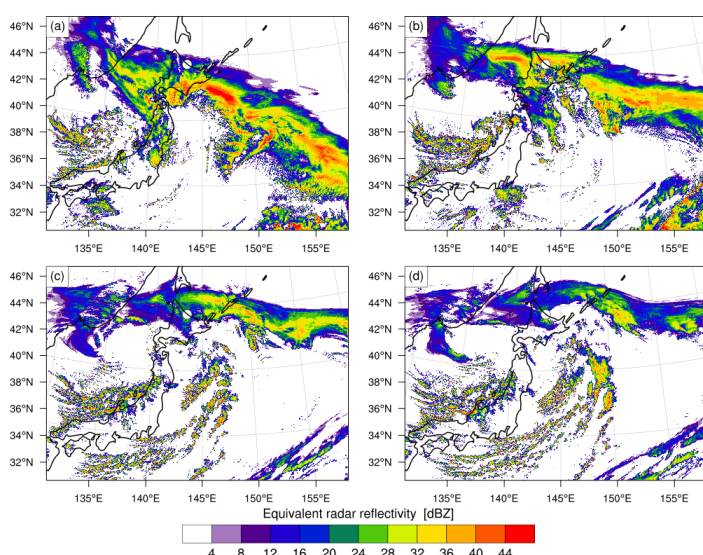 (a)
46°N
44°N
42°N
40°N
38°N
36°N
34°N
32°N
135°E 140°E 145°E 150°E 155°E
(b)
46°N
44°N
42°N
40°N
38°N
36°N
34°N
32°N
135°E 140°E 145°E 150°E 155°E
(c)
46°N
44°N
42°N
40°N
38°N
36°N
34°N
32°N
135°E 140°E 145°E 150°E 155°E
(d)
46°N
44°N
42°N
40°N
38°N
36°N
34°N
32°N
135°E 140°E 145°E 150°E 155°E
Equivalent radar reflectivity [dBZ]
4 8 12 16 20 24 28 32 36 40 44